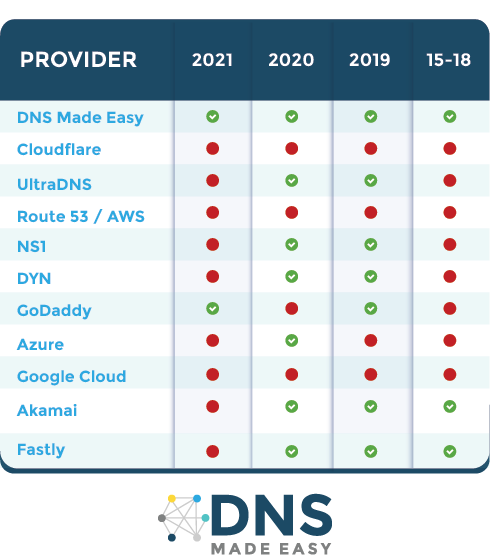 PROVIDER 2021 2020 2019 15-18
DNS Made Easy
Cloudflare
UltraDNS
Route 53 / AWS
NS1
DYN
GoDaddy
Azure
Google Cloud
Akamai
Fastly
DNS
MADE EASY